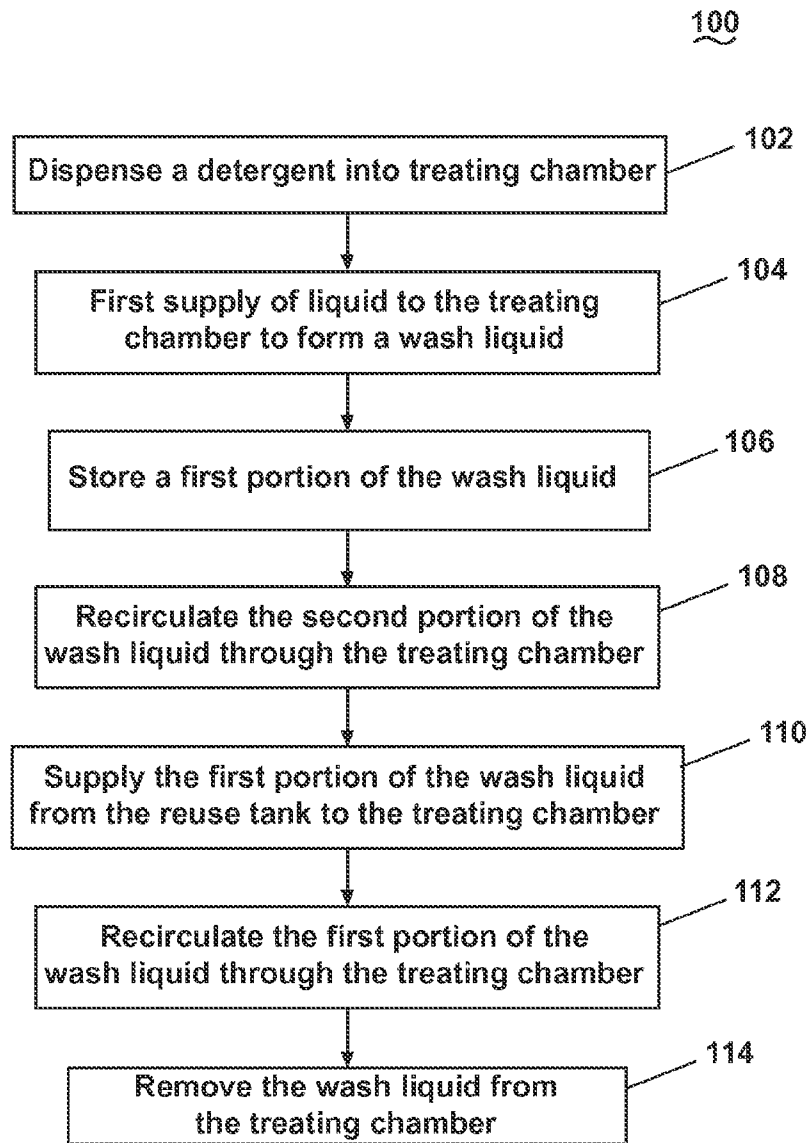 100
102
Dispense a detergent into treating chamber
104
First supply of liquid to the treating
chamber to form a wash liquid
106
Store a first portion of the wash liquid
108
Recirculate the second portion of the
wash liquid through the treating chamber
110
Supply the first portion of the wash liquid
from the reuse tank to the treating chamber
112
Recirculate the first portion of the
wash liquid through the treating chamber
114
Remove the wash liquid from
the treating chamber